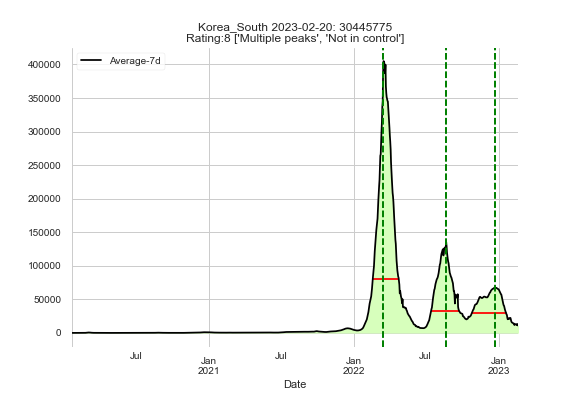 Korea_South 2023-02-20: 30445775
Rating:8 ['Multiple peaks', 'Not in control']
Average-7d
400000
350000
300000
250000
200000
150000
100000
50000
0
Jul
Jan
2021
Jul
Jan
2022
Jul
Jan
2023
Date